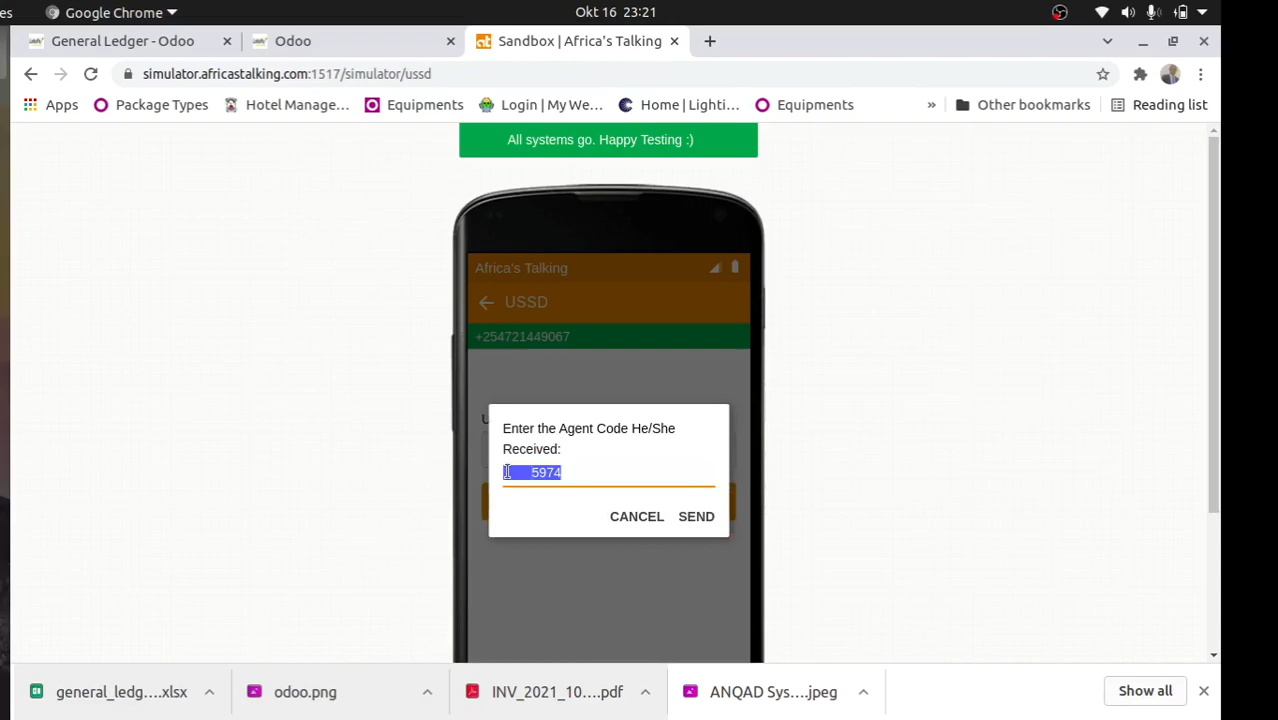 es Google Chrome Okt 16 23:21
General Ledger - Odoo Odoo Sandbox | Africa's Talking
simulator.africastalking.com:1517/simulator/ussd
Apps Package Types Hotel Manage... Equipments Login | My We... Home | Lighti... Equipments » Other bookmarks Reading list
All systems go. Happy Testing :)
Africa's Talking
USSD
+254721449067
Enter the Agent Code He/She
Received:
5974
CANCEL SEND
general_ledg....xlsx odoo.png INV_2021_10....pdf ANQAD Sys....jpeg Show all